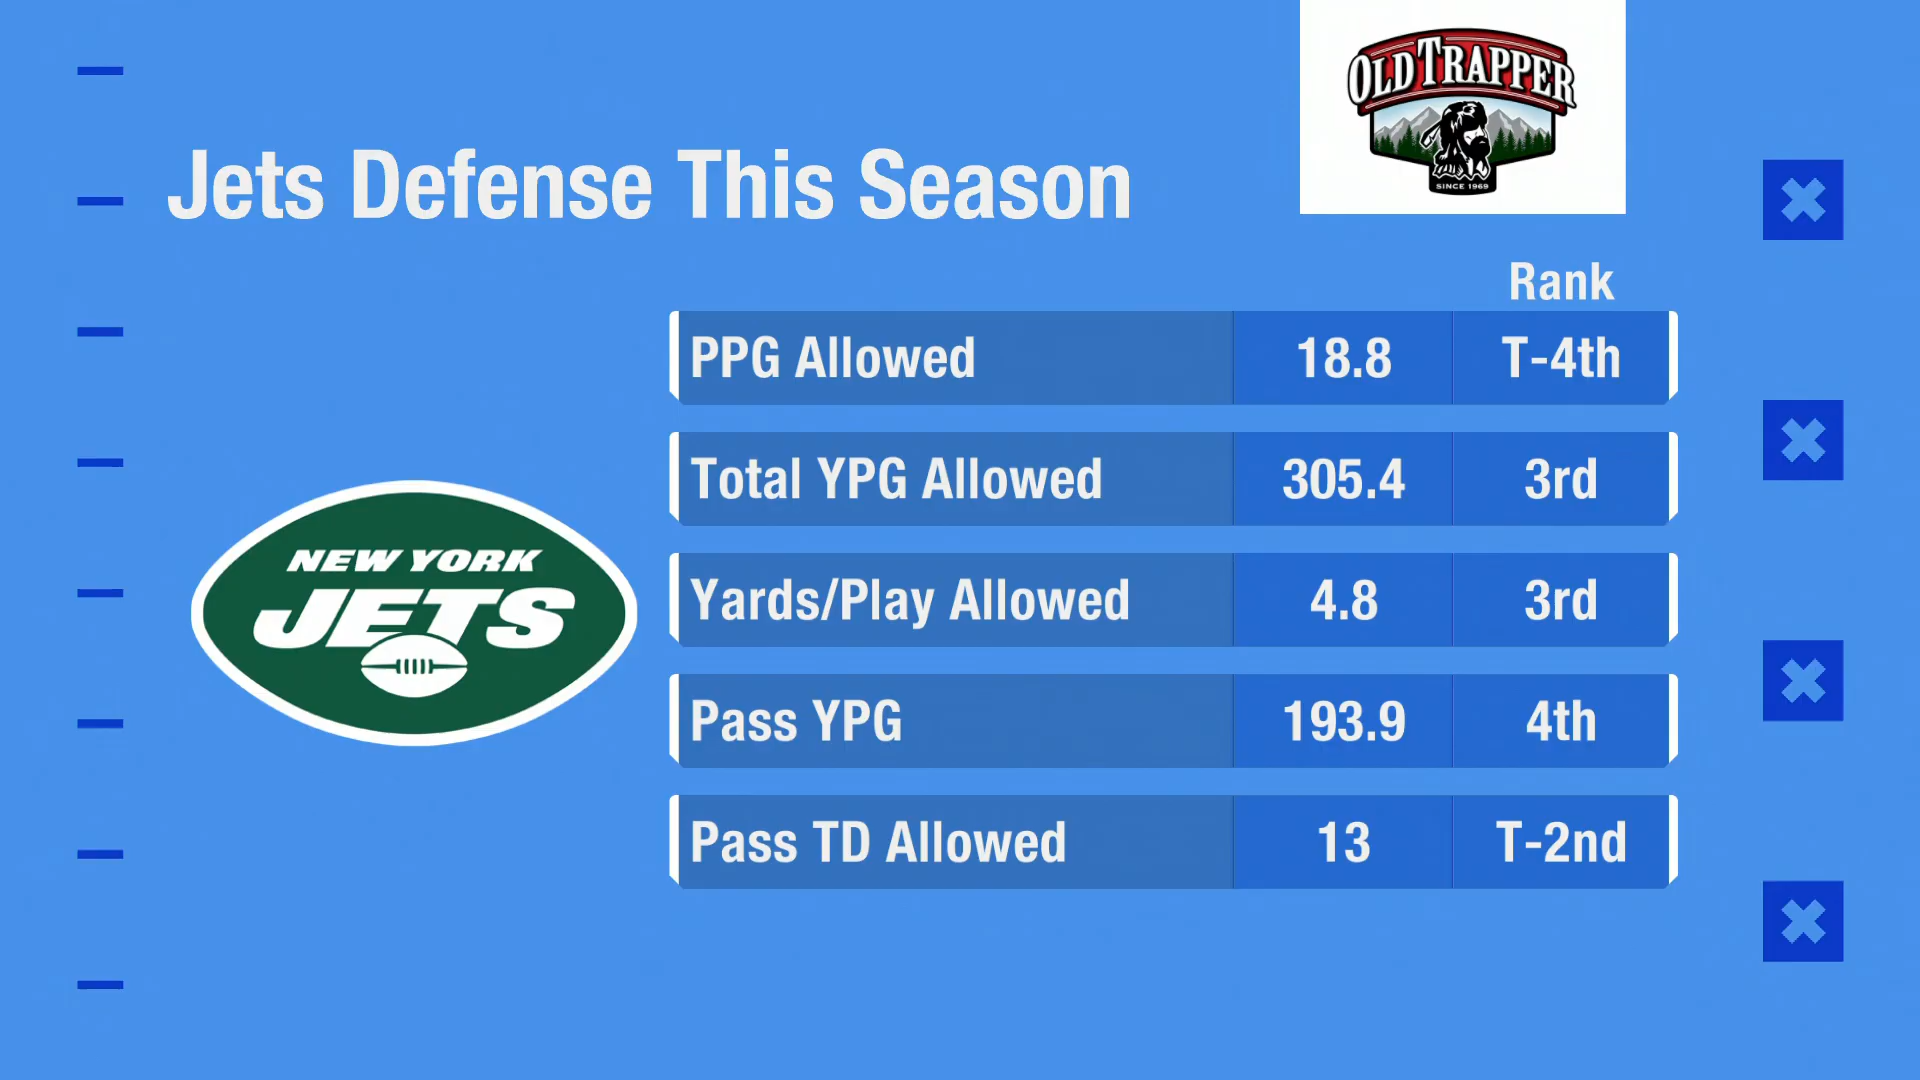 OLD TRAPPER
SINCE 1969
Jets Defense This Season
Rank
PPG Allowed 18.8 T-4th
Total YPG Allowed 305.4 3rd
Yards/Play Allowed 4.8 3rd
Pass YPG 193.9 4th
Pass TD Allowed 13 T-2nd
NEW YORK
JETS